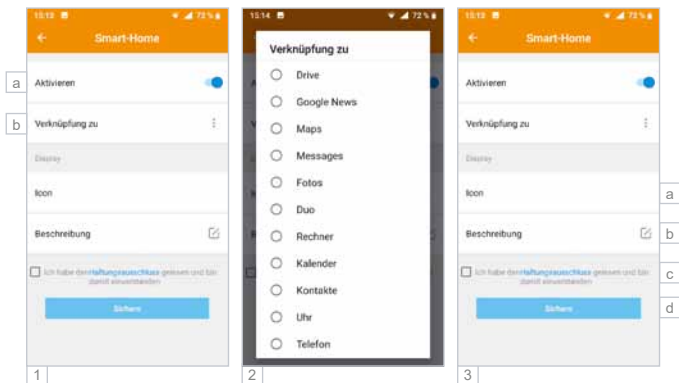 15:13 72 %
Smart-Home
a
Aktivieren
b
Verknüpfung zu
Display
Icon
Beschreibung
Ich habe den Haftungsausschluss gelesen und bin
damit einverstanden
Sichern
1
15:14 72 %
Verknüpfung zu
Drive
Google News
Maps
Messages
Fotos
Duo
Rechner
Kalender
Kontakte
Uhr
Telefon
2
15:13 72 %
Smart-Home
Aktivieren
Verknüpfung zu
Display
Icon
a
Beschreibung
b
Ich habe den Haftungsausschluss gelesen und bin
damit einverstanden
c
Sichern
d
3